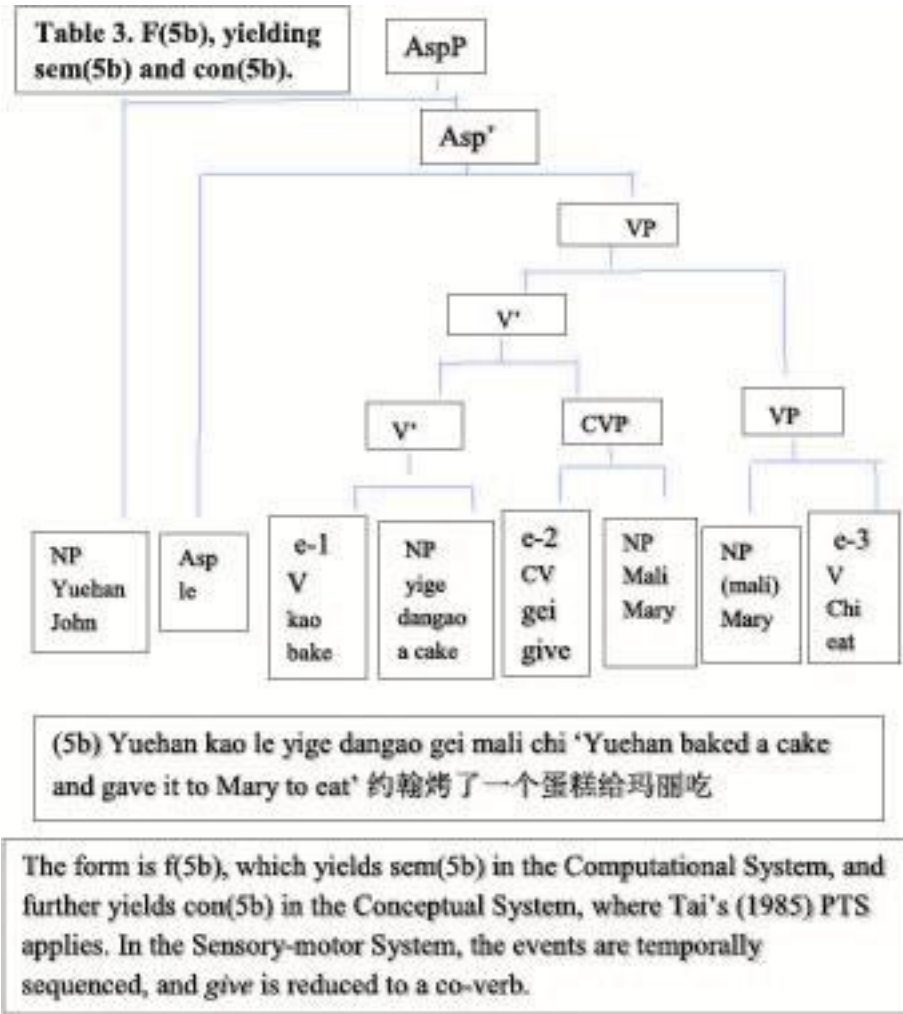 Table 3. F(5b), yielding
sem(5b) and con(5b).
AspP
Asp'
VP
V'
V'
CVP
VP
NP
Yuehan
John
Asp
le
e-1
V
kao
bake
NP
yige
dangao
a cake
e-2
CV
gei
give
NP
Mali
Mary
NP
(mali)
Mary
e-3
V
Chi
eat
(5b) Yuehan kao le yige dangao gei mali chi ‘Yuehan baked a cake
and gave it to Mary to eat’ 约翰烤了一个蛋糕给玛丽吃
The form is f(5b), which yields sem(5b) in the Computational System, and
further yields con(5b) in the Conceptual System, where Tai's (1985) PTS
applies. In the Sensory-motor System, the events are temporally
sequenced, and give is reduced to a co-verb.